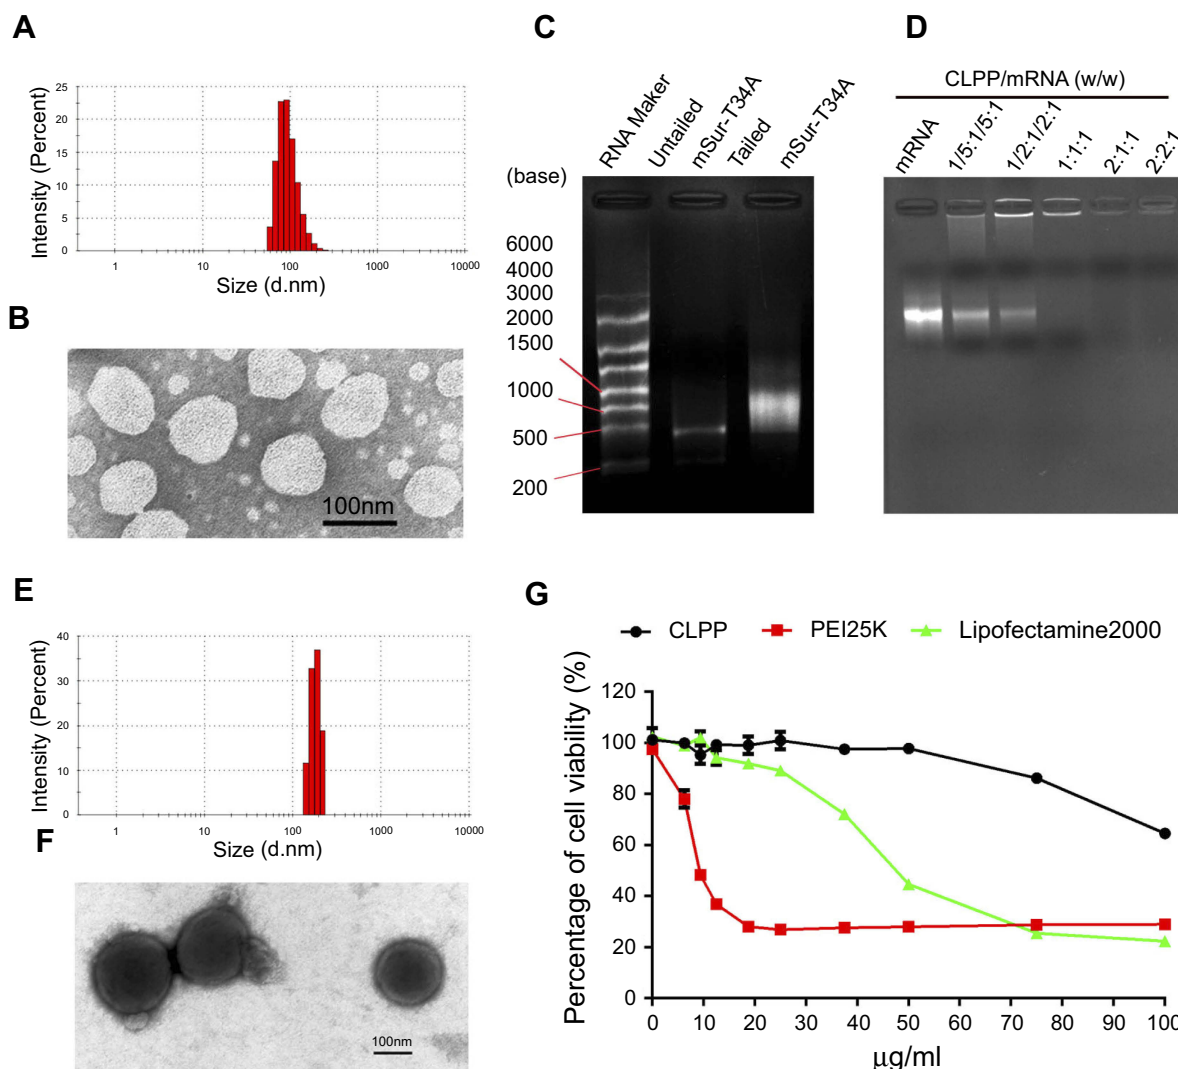 A
Intensity (Percent)
25
20
15
10
5
0
1
10
100
1000
10000
Size (d.nm)
B
100nm
C
RNA Maker
Untailed
mSur-T34A
Tailed
mSur-T34A
(base)
6000
4000
3000
2000
1500
1000
500
200
D
CLPP/mRNA (w/w)
mRNA
1/5:1/5:1
1/2:1/2:1
1:1:1
2:1:1
2:2:1
E
Intensity (Percent)
40
30
20
10
0
1
10
100
1000
10000
Size (d.nm)
F
100nm
G
CLPP
PEI25K
Lipofectamine2000
Percentage of cell viability (%)
120
100
80
60
40
20
0
0
10
20
30
40
50
60
70
80
90
100
μg/ml